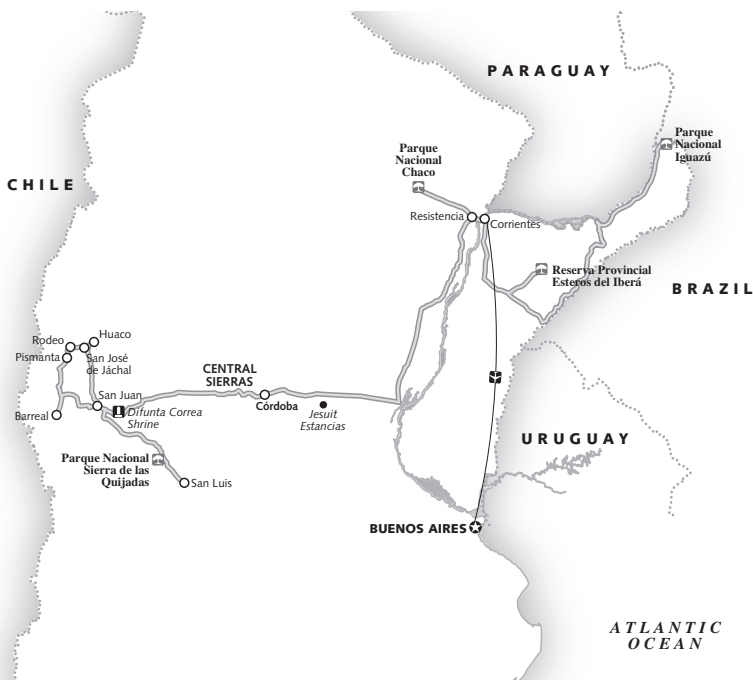 PARAGUAY
Parque
Nacional
Iguazú
Parque
Nacional
Chaco
CHILE
Resistencia
Corrientes
Reserva Provincial
Esteros del Iberá
BRAZIL
Huaco
Rodeo
Pismanta
San José
de Jáchal
CENTRAL
SIERRAS
San Juan
Córdoba
Barreal
Difunta Correa
Shrine
Jesuit
Estancias
URUGUAY
Parque Nacional
Sierra de las
Quijadas
San Luis
BUENOS AIRES
ATLANTIC
OCEAN